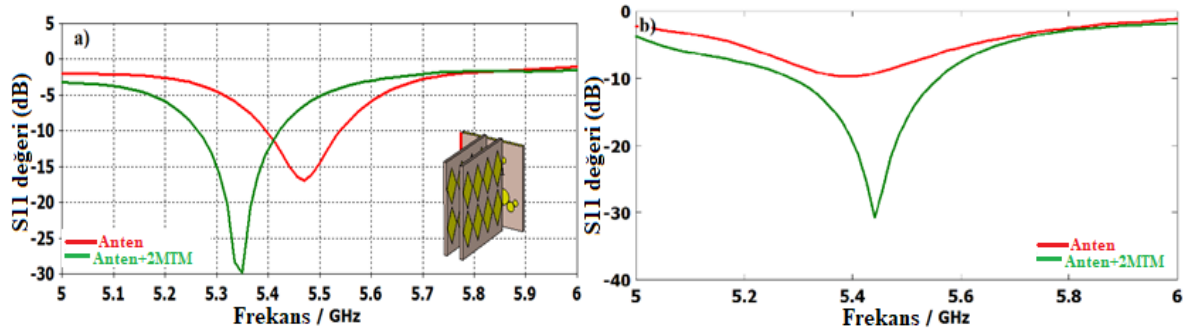 a)
S11 değeri (dB)
5
0
-5
-10
-15
-20
-25
-30
Anten
Anten+2MTM
5 5.1 5.2 5.3 5.4 5.5 5.6 5.7 5.8 5.9 6
Frekans / GHz
b)
S11 değeri (dB)
0
-10
-20
-30
-40
Anten
Anten+2MTM
5 5.2 5.4 5.6 5.8 6
Frekans / GHz